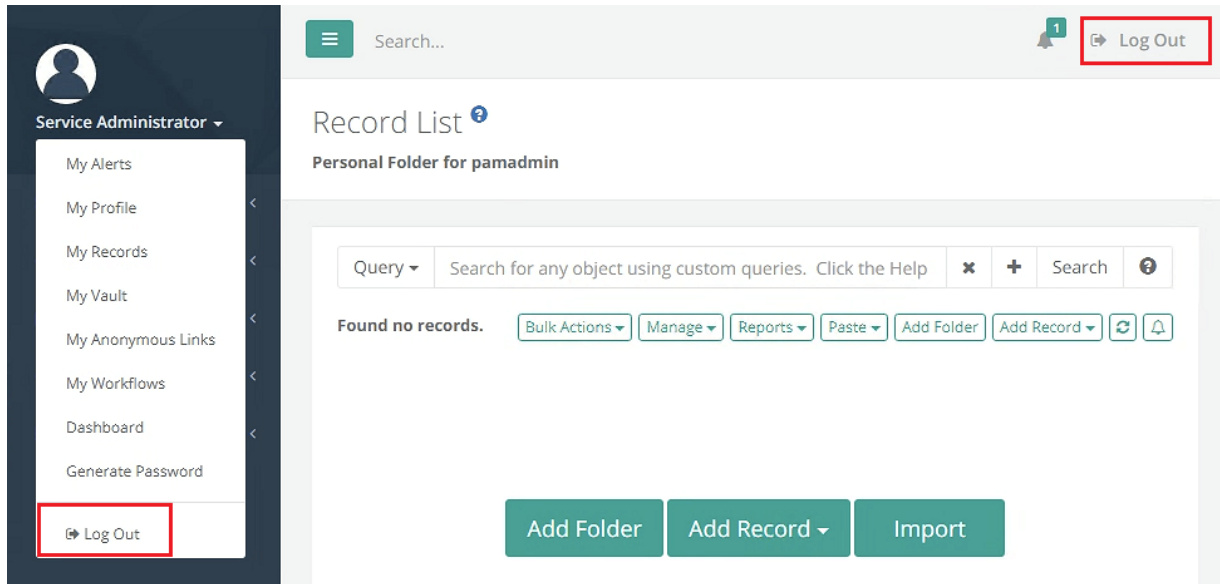 Service Administrator
My Alerts
My Profile
My Records
My Vault
My Anonymous Links
My Workflows
Dashboard
Generate Password
Log Out
Search...
1
Log Out
Record List ?
Personal Folder for pamadmin
Query Search for any object using custom queries. Click the Help Search ?
Found no records. Bulk Actions Manage Reports Paste Add Folder Add Record
Add Folder Add Record Import